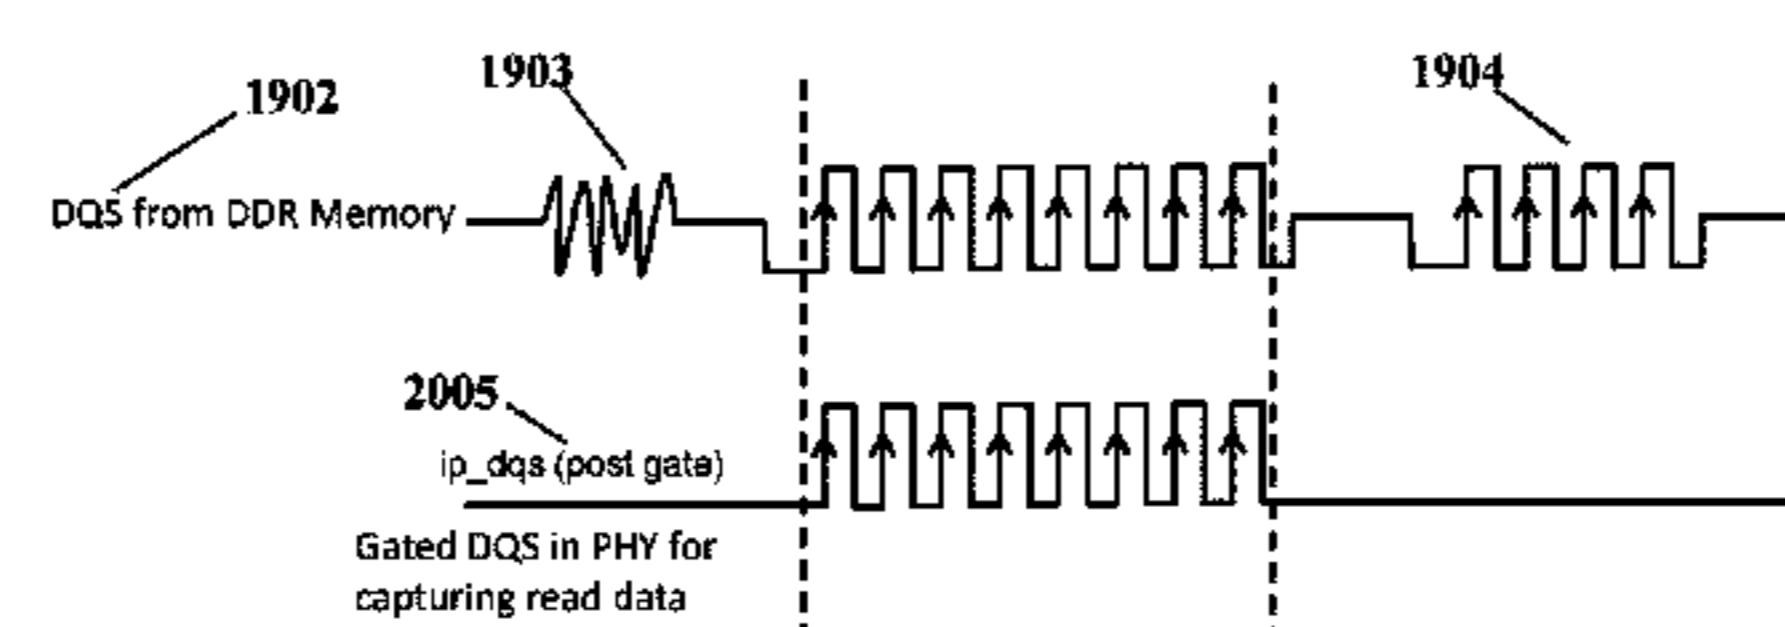 1902
1903
1904
DQS from DDR Memory
2005
ip_dqs (post gate)
Gated DQS in PHY for
capturing read data